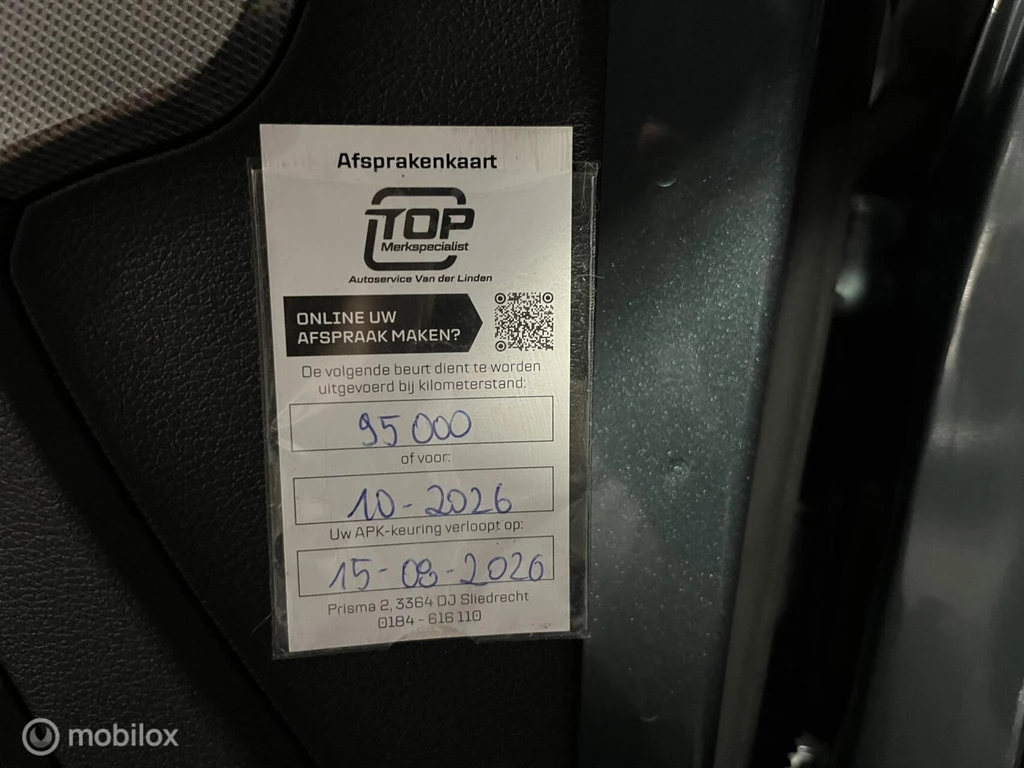 Afsprakenkaart
TOP
Merkspecialist
Autoservice Van der Linden
ONLINE UW
AFSPRAAK MAKEN?
De volgende beurt dient te worden
uitgevoerd bij kilometerstand:
95000
of voor:
10-2026
Uw APK-keuring verloopt op:
15-08-2026
Prisma 2, 3364 DJ Sliedrecht
0184 - 616 110
mobilox